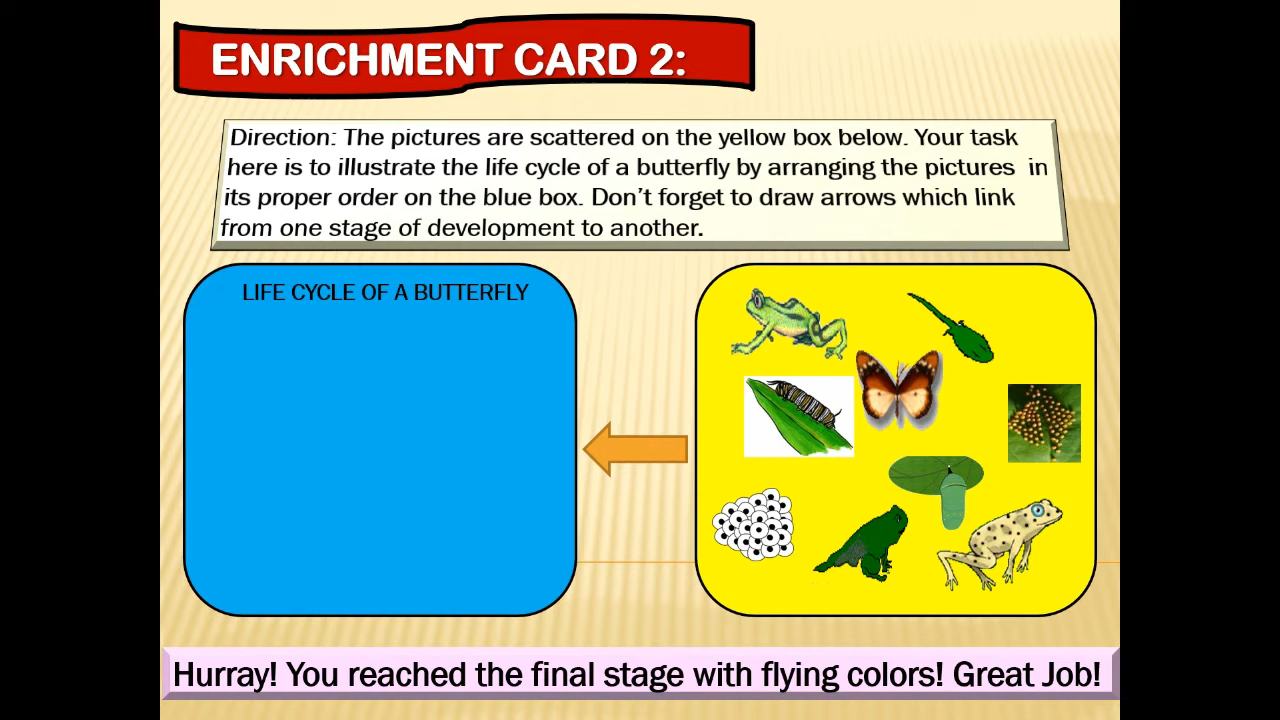 ENRICHMENT CARD 2:
Direction: The pictures are scattered on the yellow box below. Your task
here is to illustrate the life cycle of a butterfly by arranging the pictures in
its proper order on the blue box. Don't forget to draw arrows which link
from one stage of development to another.
LIFE CYCLE OF A BUTTERFLY
Hurray! You reached the final stage with flying colors! Great Job!